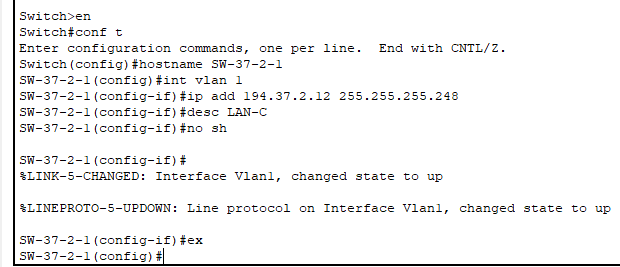 Switch>en
Switch#conf t
Enter configuration commands, one per line.  End with CNTL/Z.
Switch(config)#hostname SW-37-2-1
SW-37-2-1(config)#int vlan 1
SW-37-2-1(config-if)#ip add 194.37.2.12 255.255.255.248
SW-37-2-1(config-if)#desc LAN-C
SW-37-2-1(config-if)#no sh
SW-37-2-1(config-if)#
%LINK-5-CHANGED: Interface Vlan1, changed state to up
%LINEPROTO-5-UPDOWN: Line protocol on Interface Vlan1, changed state to up
SW-37-2-1(config-if)#ex
SW-37-2-1(config)#